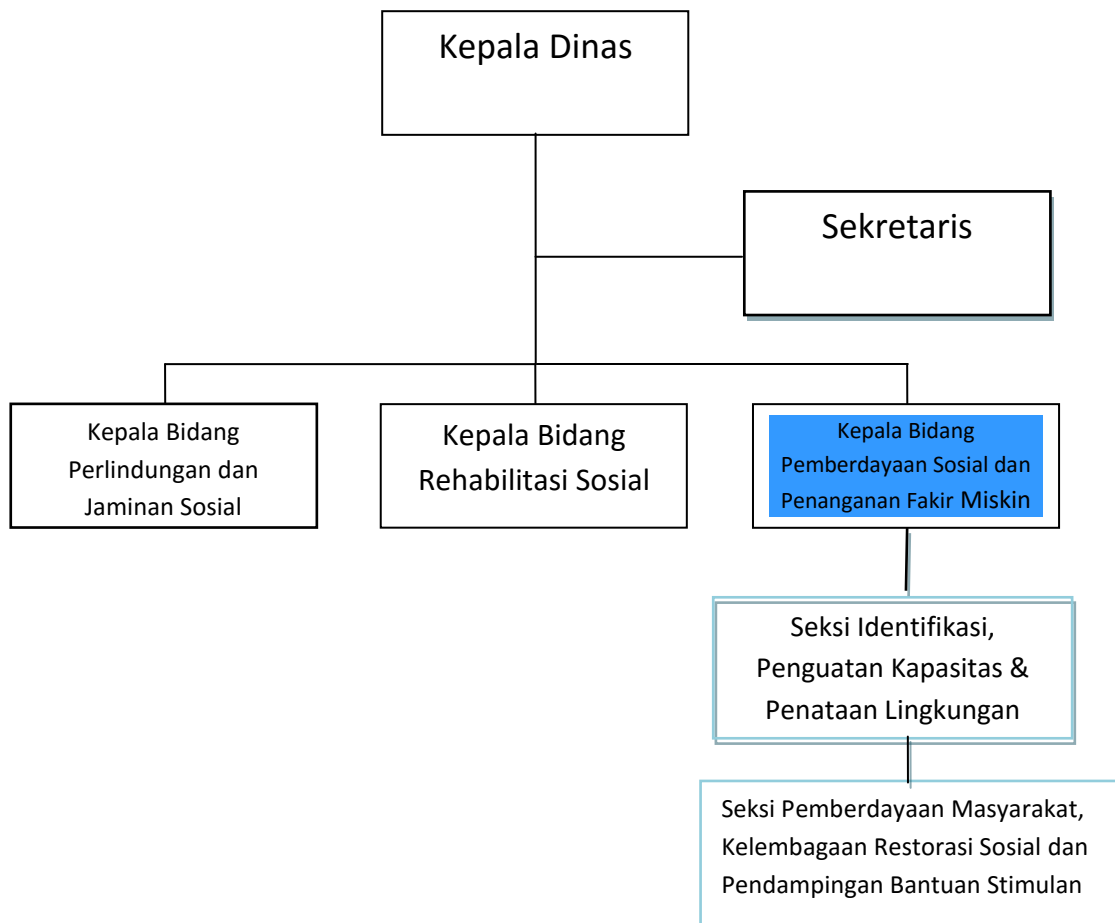 Kepala Dinas
Sekretaris
Kepala Bidang
Perlindungan dan
Jaminan Sosial
Kepala Bidang
Rehabilitasi Sosial
Kepala Bidang
Pemberdayaan Sosial dan
Penanganan Fakir Miskin
Seksi Identifikasi,
Penguatan Kapasitas &
Penataan Lingkungan
Seksi Pemberdayaan Masyarakat,
Kelembagaan Restorasi Sosial dan
Pendampingan Bantuan Stimulan